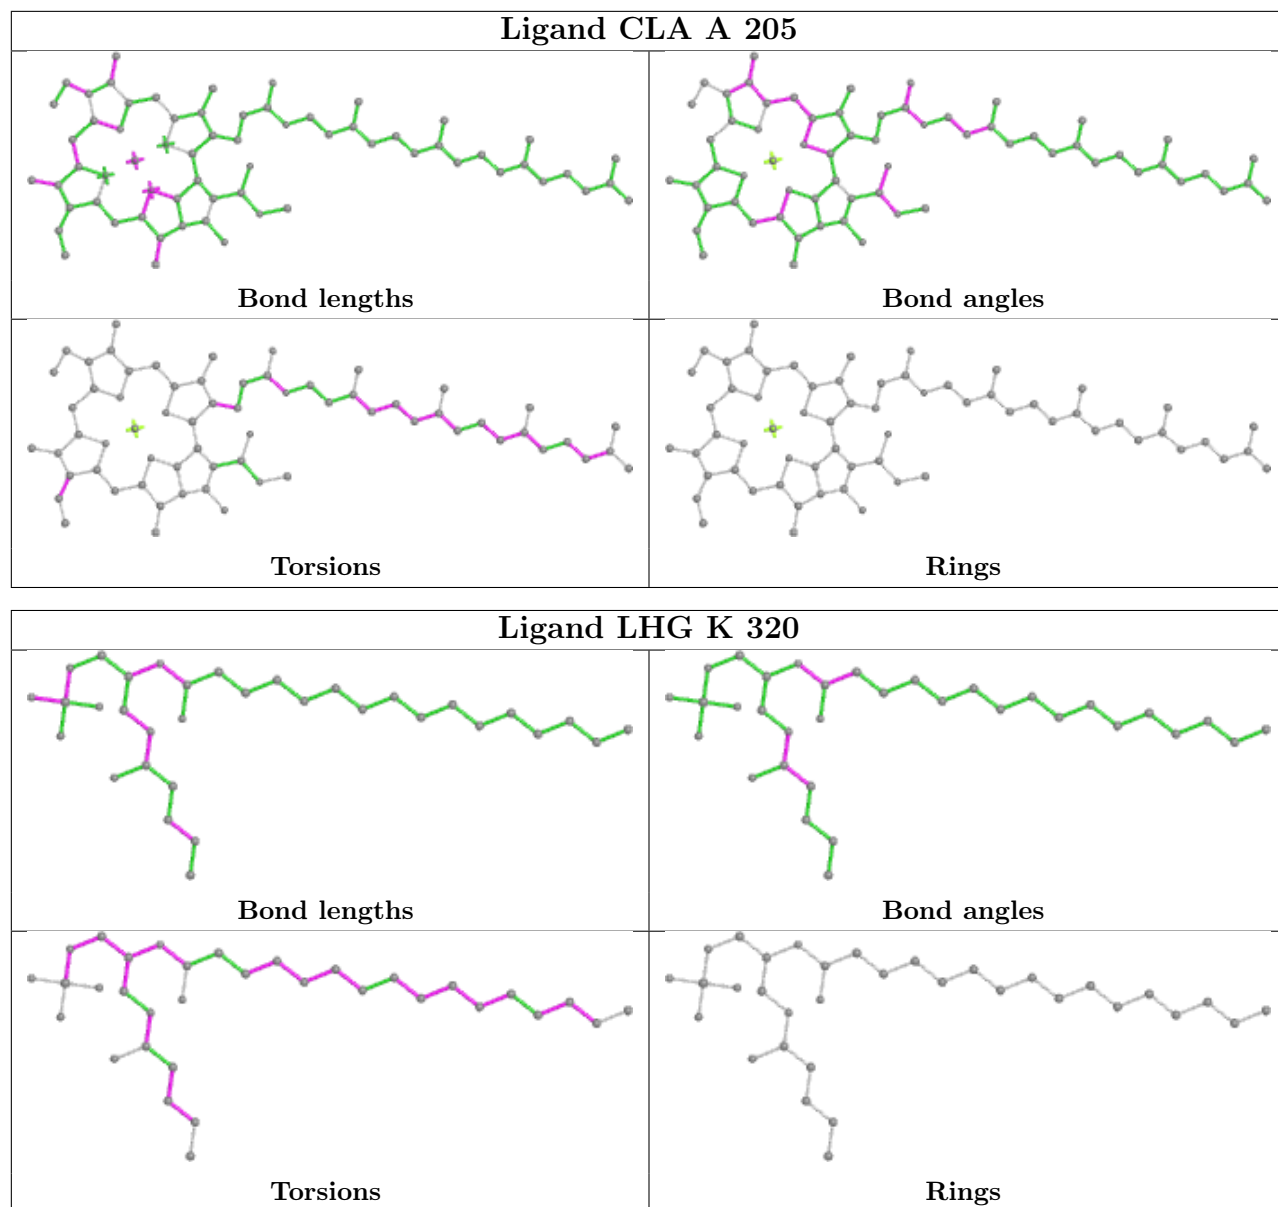 Ligand CLA A 205
Bond lengths
Bond angles
Torsions
Rings
Ligand LHG K 320
Bond lengths
Bond angles
Torsions
Rings